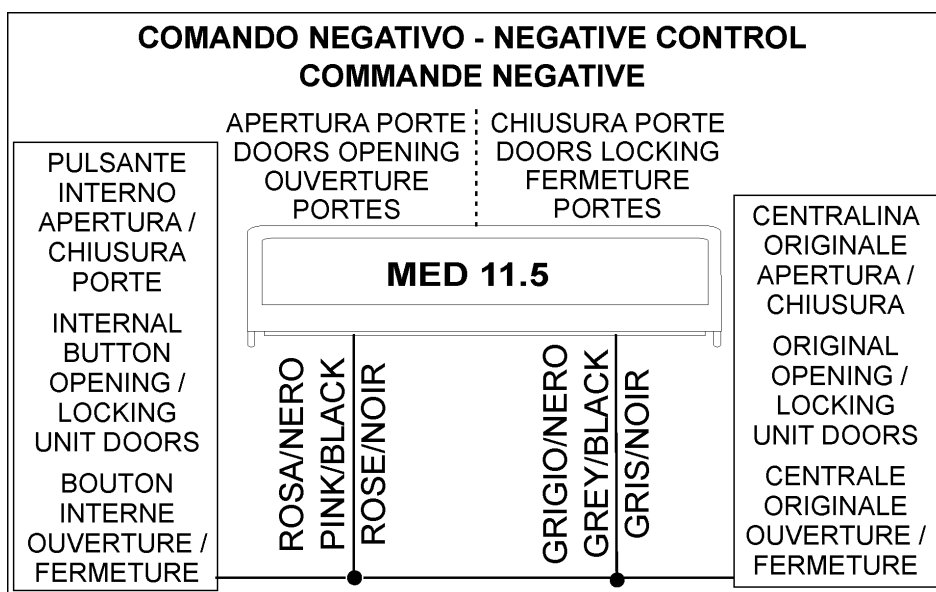 COMANDO NEGATIVO - NEGATIVE CONTROL
COMMANDE NEGATIVE
APERTURA PORTE
DOORS OPENING
OUVERTURE
PORTES
CHIUSURA PORTE
DOORS LOCKING
FERMETURE
PORTES
PULSANTE
INTERNO
APERTURA /
CHIUSURA
PORTE
INTERNAL
BUTTON
OPENING /
LOCKING
UNIT DOORS
BOUTON
INTERNE
OUVERTURE /
FERMETURE
MED 11.5
ROSA/NERO
PINK/BLACK
ROSE/NOIR
GRIGIO/NERO
GREY/BLACK
GRIS/NOIR
CENTRALINA
ORIGINALE
APERTURA /
CHIUSURA
ORIGINAL
OPENING /
LOCKING
UNIT DOORS
CENTRALE
ORIGINALE
OUVERTURE /
FERMETURE